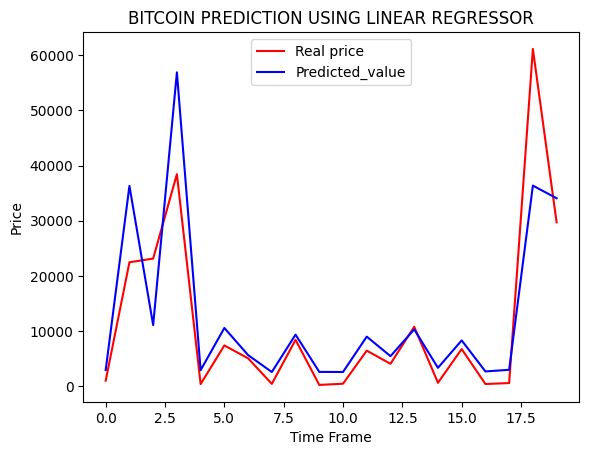 BITCOIN PREDICTION USING LINEAR REGRESSOR
Real price
Predicted_value
60000
50000
40000
30000
20000
10000
0
Price
0.0 2.5 5.0 7.5 10.0 12.5 15.0 17.5
Time Frame